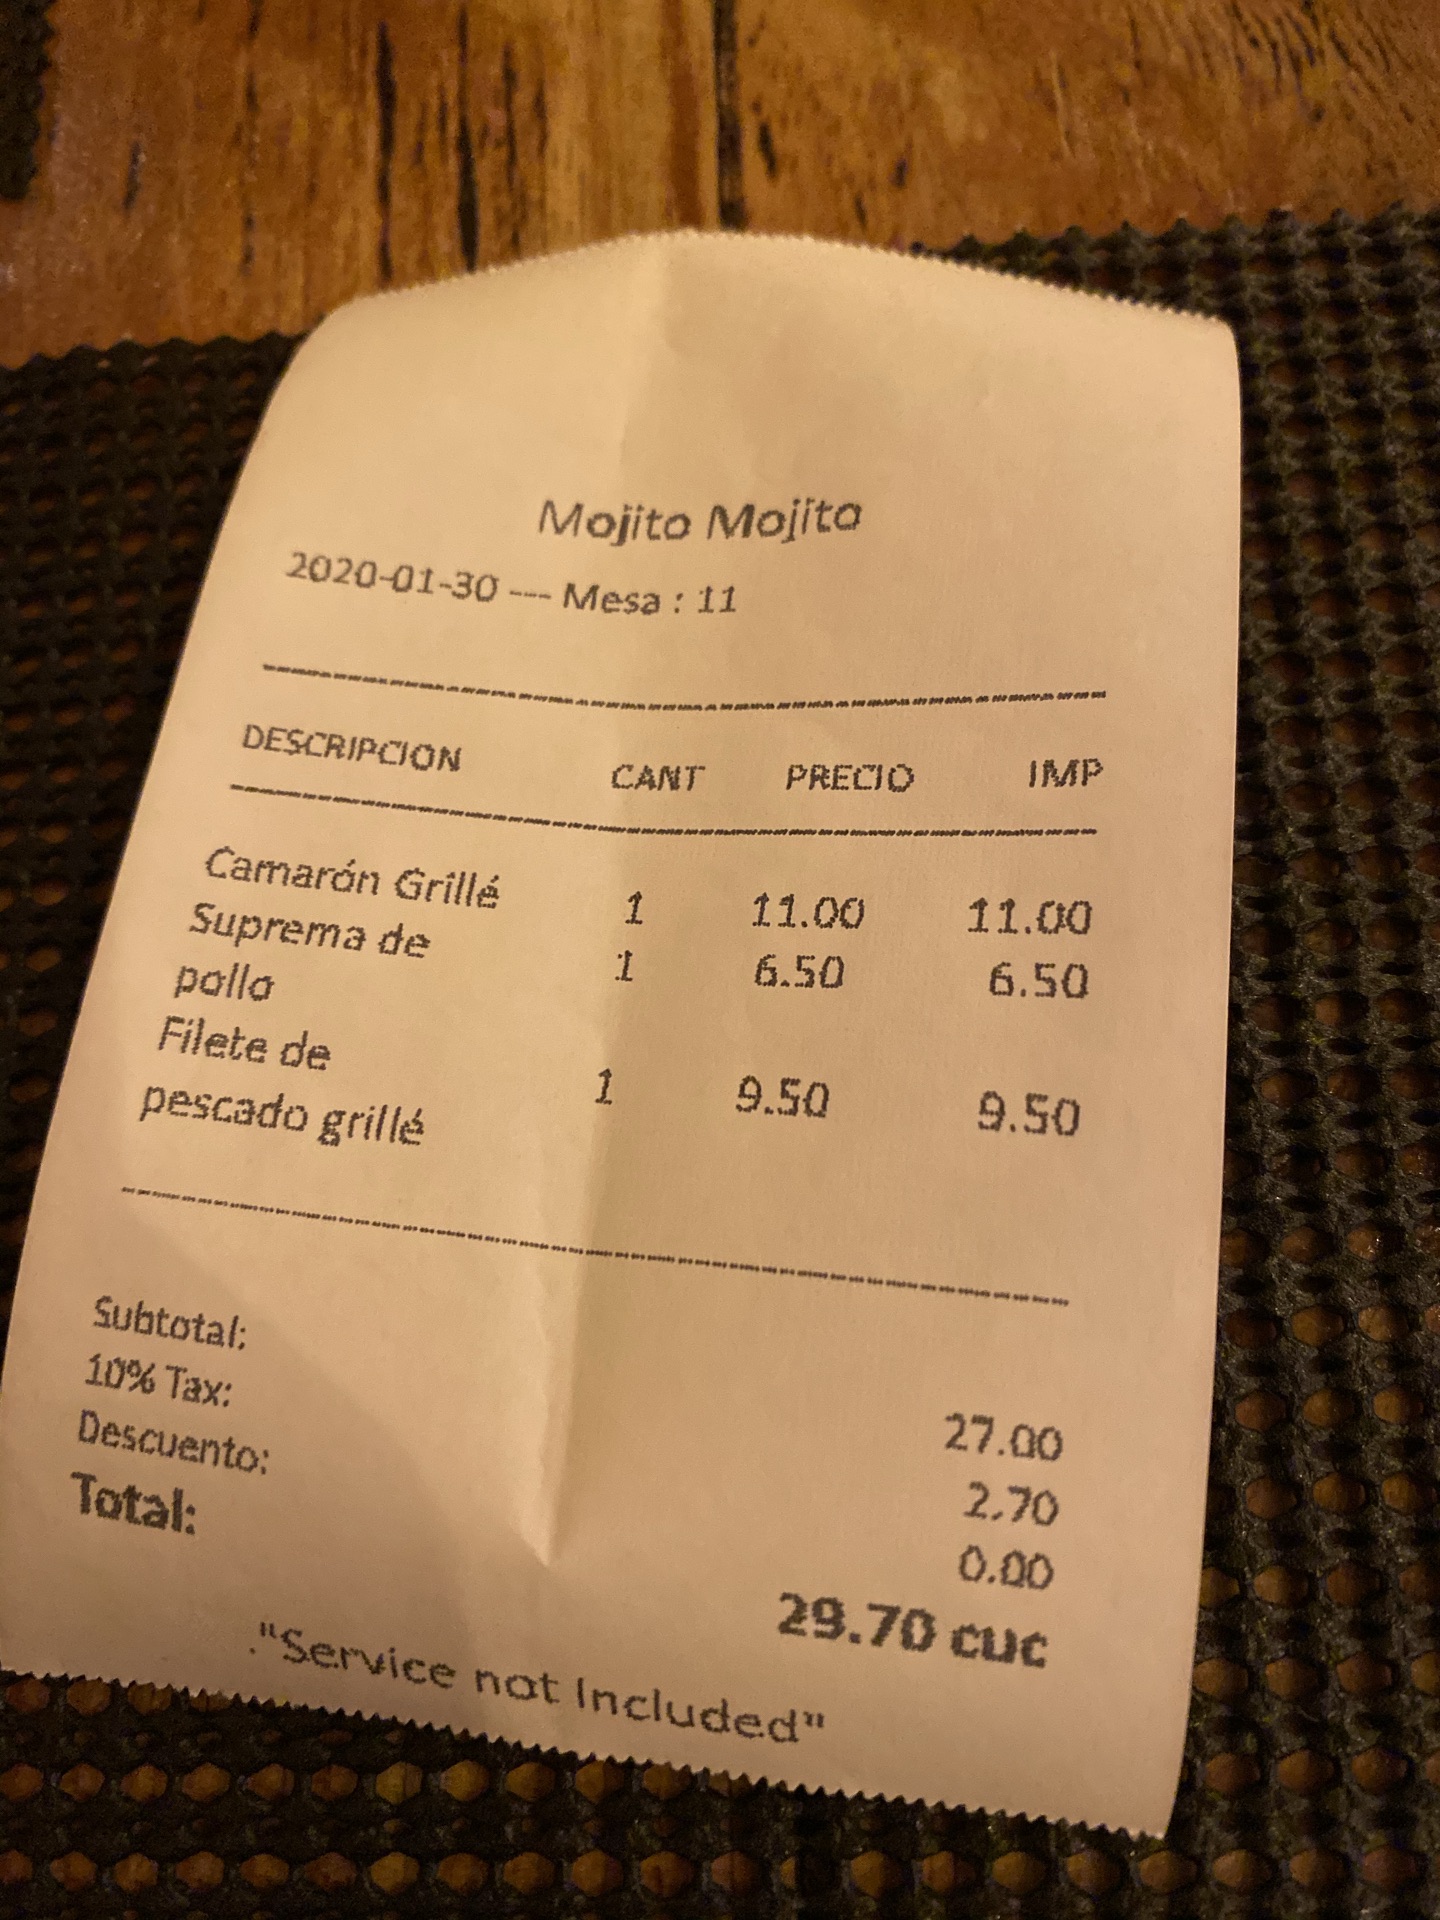 Mojito Mojito
2020-01-30 --- Mesa : 11
DESCRIPCION CANT PRECIO IMP
Camarón Grillé 1 11.00 11.00
Suprema de 1 6.50 6.50
pollo
Filete de
pescado grillé 1 9.50 9.50
Subtotal: 27.00
10% Tax: 2.70
Descuento: 0.00
Total: 29.70 cuc
."Service not Included"